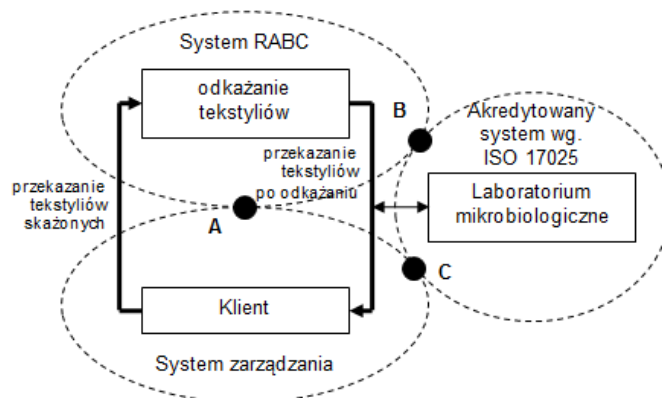 System RABC
odkażanie
tekstyliów
B
Akredytowany
system wg.
ISO 17025
przekazanie
tekstyliów
po odkażaniu
przekazanie
tekstyliów
skażonych
Laboratorium
mikrobiologiczne
A
C
Klient
System zarządzania